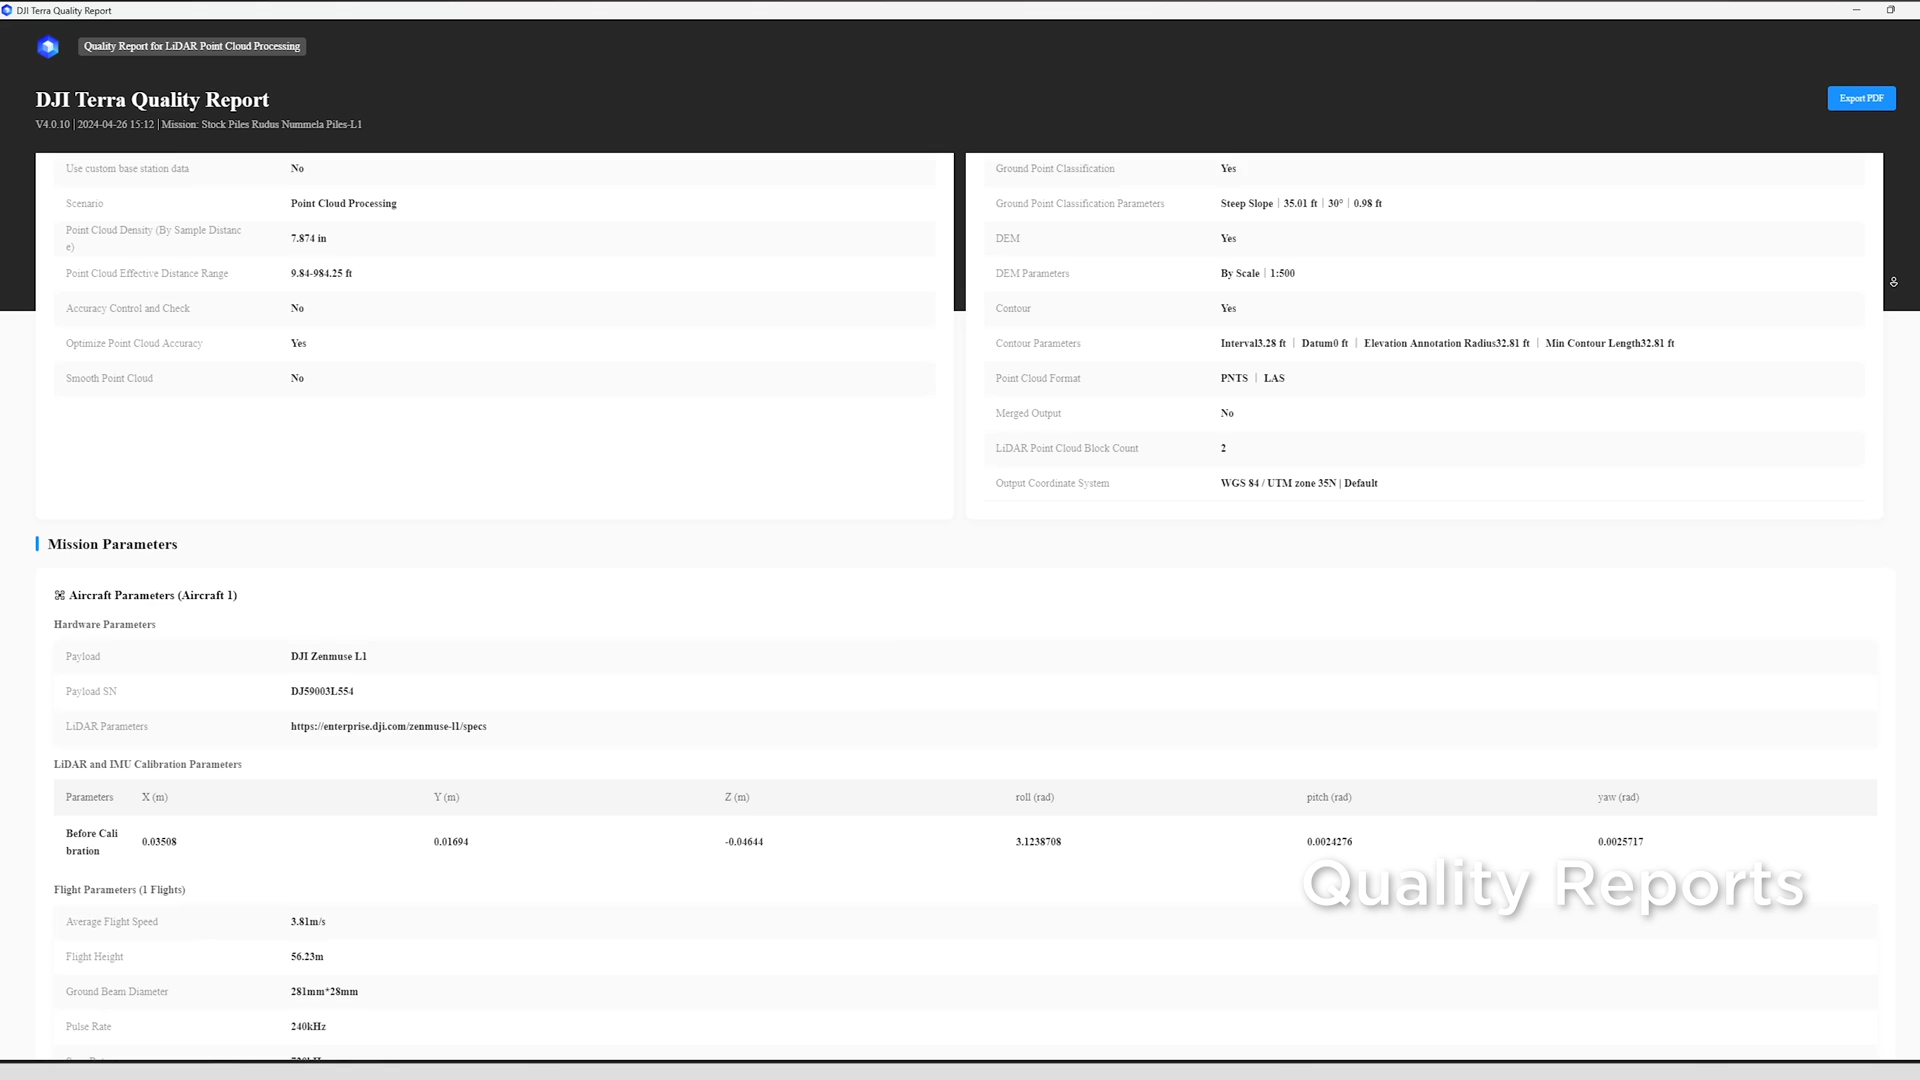 DJI Terra Quality Report
Quality Report for LiDAR Point Cloud Processing
DJI Terra Quality Report
Export PDF
V4.0.10 | 2024-04-26 15:12 | Mission: Stock Piles Rudus Nummela Piles-L1
Use custom base station data No
Scenario Point Cloud Processing
Point Cloud Density (By Sample Distanc
e) 7.874 in
Point Cloud Effective Distance Range 9.84-984.25 ft
Accuracy Control and Check No
Optimize Point Cloud Accuracy Yes
Smooth Point Cloud No
Ground Point Classification Yes
Ground Point Classification Parameters Steep Slope | 35.01 ft | 30° | 0.98 ft
DEM Yes
DEM Parameters By Scale | 1:500
Contour Yes
Contour Parameters Interval3.28 ft | Datum0 ft | Elevation Annotation Radius32.81 ft | Min Contour Length32.81 ft
Point Cloud Format PNTS | LAS
Merged Output No
LiDAR Point Cloud Block Count 2
Output Coordinate System WGS 84 / UTM zone 35N | Default
Mission Parameters
Aircraft Parameters (Aircraft 1)
Hardware Parameters
Payload DJI Zenmuse L1
Payload SN DJ59003L554
LiDAR Parameters https://enterprise.dji.com/zenmuse-l1/specs
LiDAR and IMU Calibration Parameters
Parameters X (m) Y (m) Z (m) roll (rad) pitch (rad) yaw (rad)
Before Cali
bration 0.03508 0.01694 -0.04644 3.1238708 0.0024276 0.0025717
Quality Reports
Flight Parameters (1 Flights)
Average Flight Speed 3.81m/s
Flight Height 56.23m
Ground Beam Diameter 281mm*28mm
Pulse Rate 240kHz